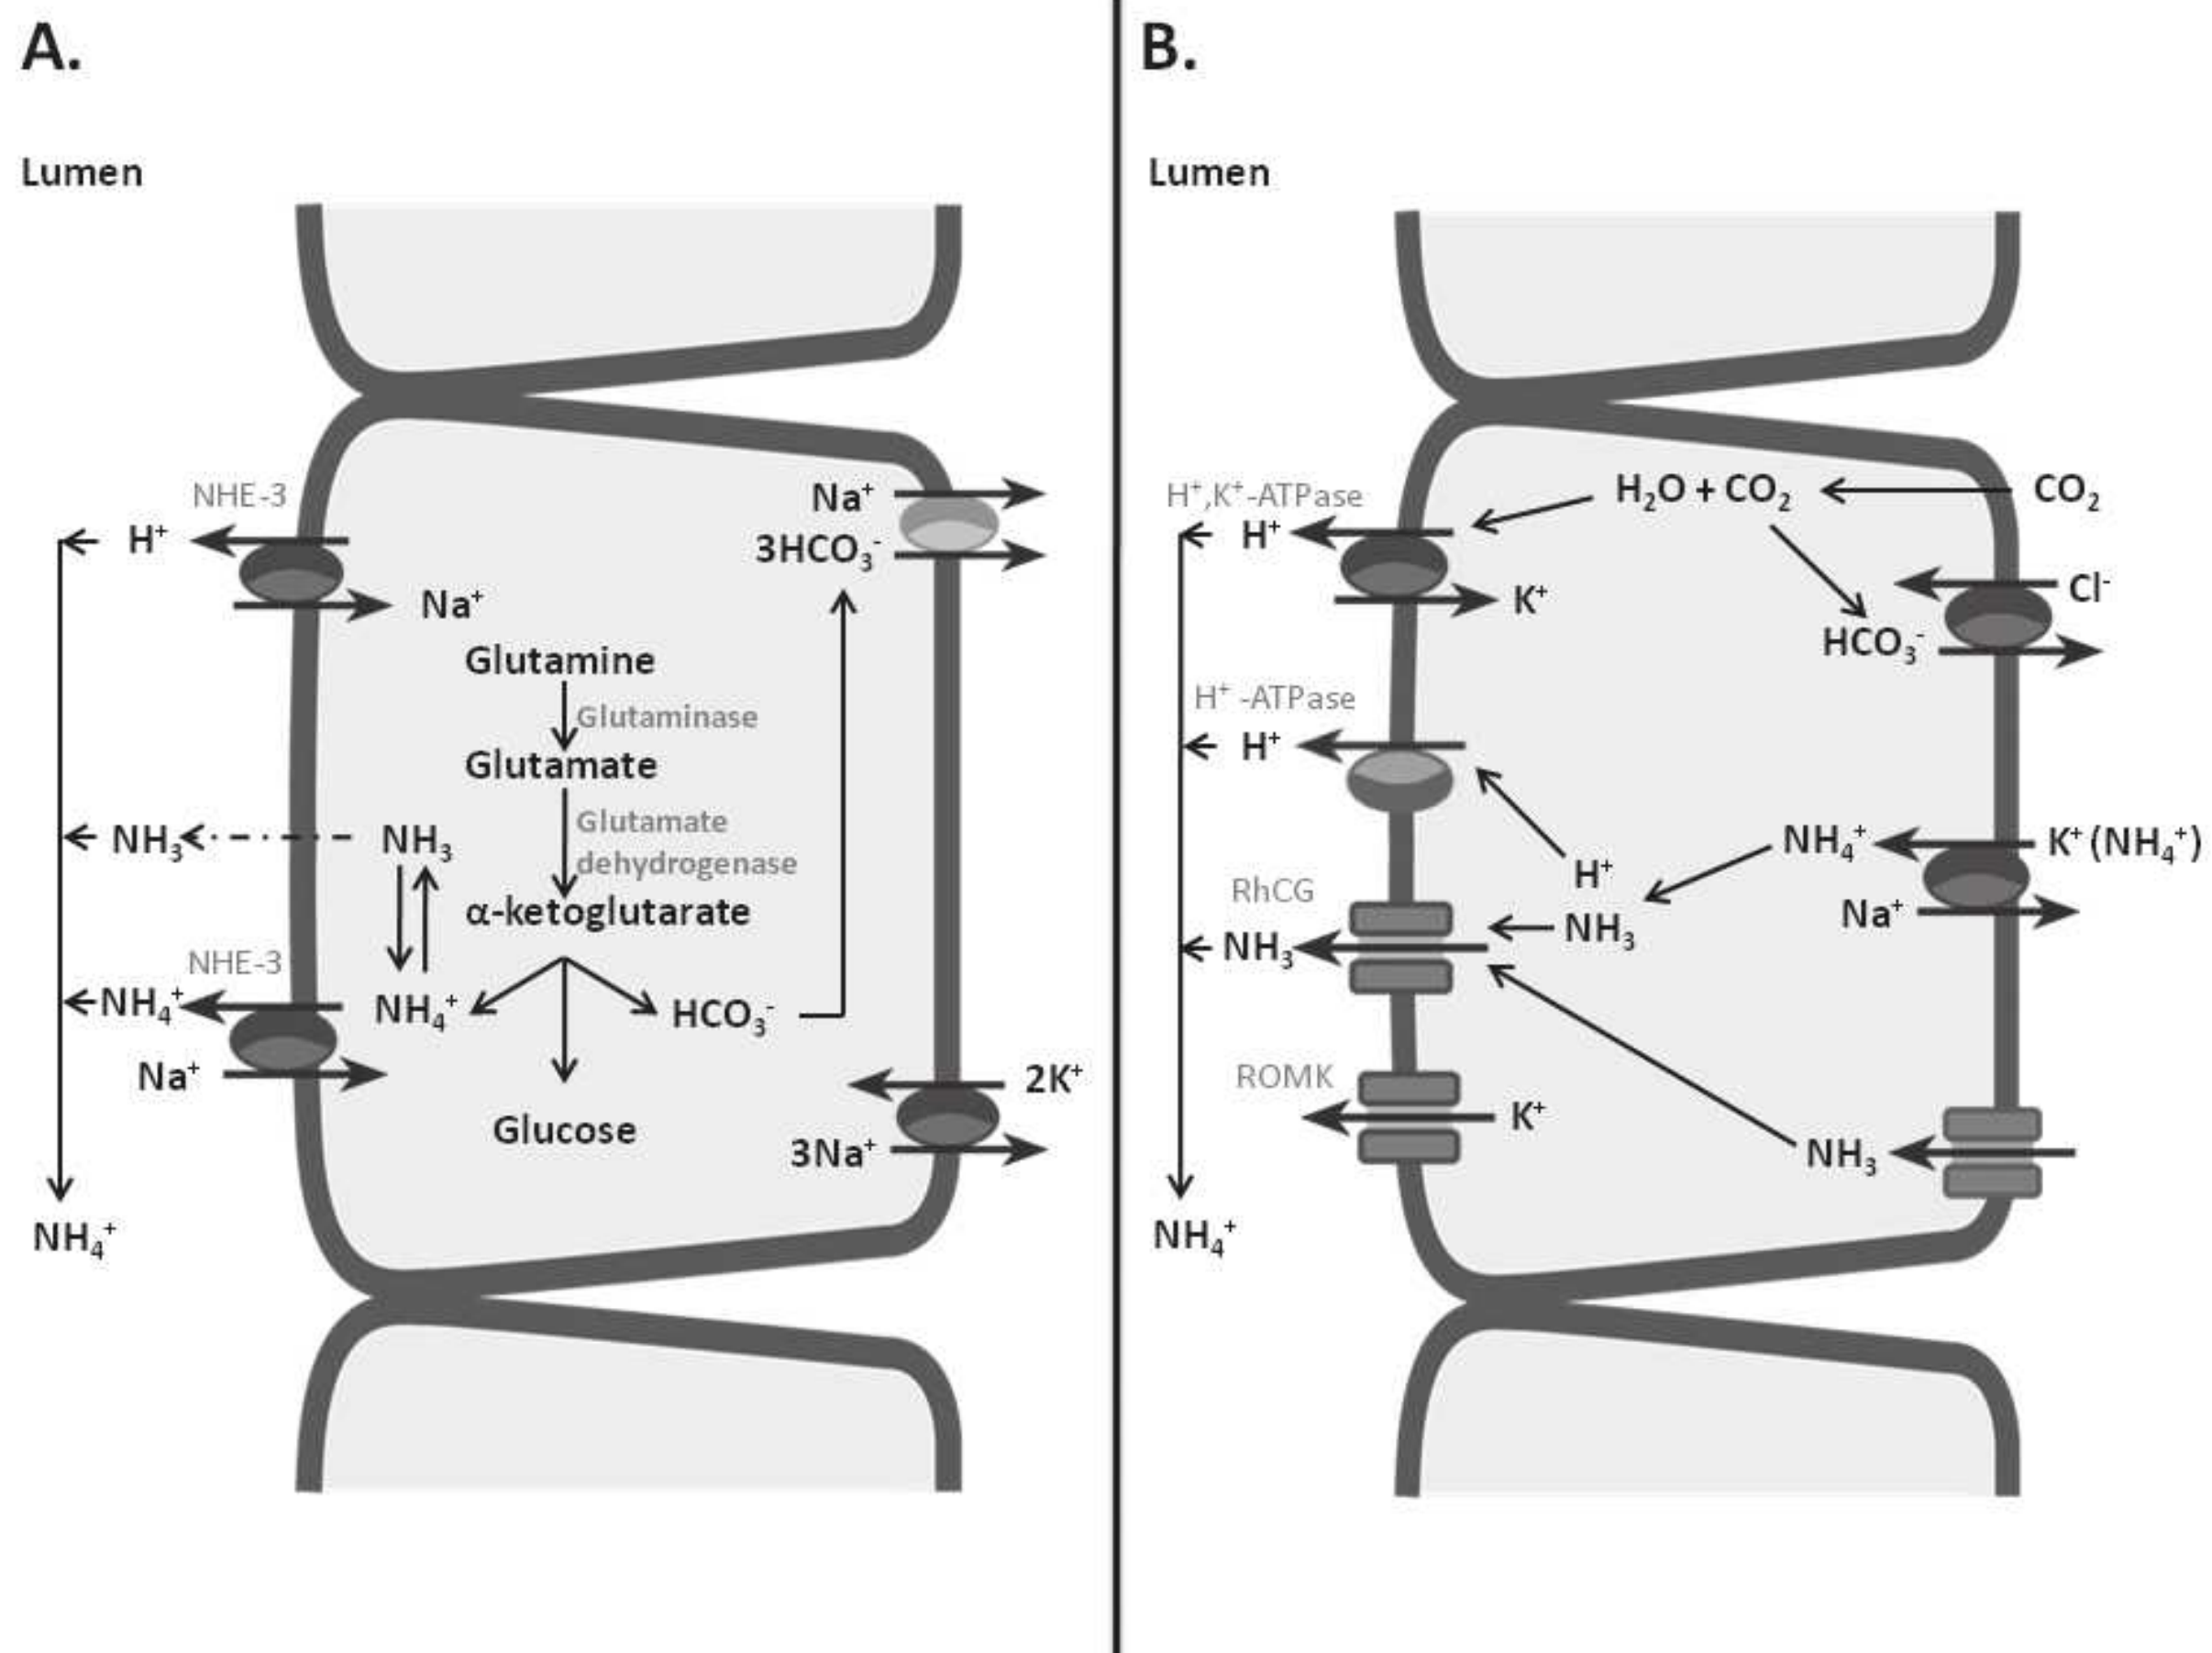 A.
Lumen
NHE-3
H⁺
Na⁺
Na⁺
3HCO₃⁻
Glutamine
Glutaminase
Glutamate
Glutamate
dehydrogenase
α-ketoglutarate
NH₃
NH₃
NHE-3
NH₄⁺
NH₄⁺
HCO₃⁻
Na⁺
Glucose
2K⁺
3Na⁺
NH₄⁺
B.
Lumen
H⁺,K⁺-ATPase
H⁺
K⁺
H₂O + CO₂
CO₂
Cl⁻
HCO₃⁻
H⁺ -ATPase
H⁺
H⁺
NH₄⁺
K⁺ (NH₄⁺)
Na⁺
RhCG
NH₃
NH₃
ROMK
K⁺
NH₃
NH₄⁺